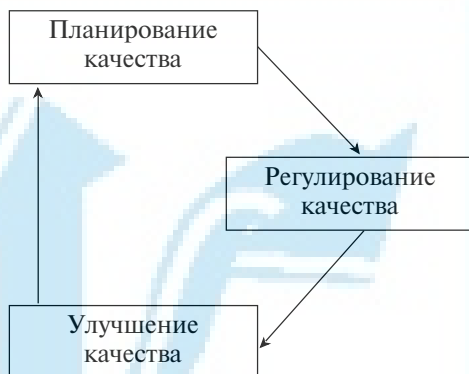 Планирование
качества
Регулирование
качества
Улучшение
качества